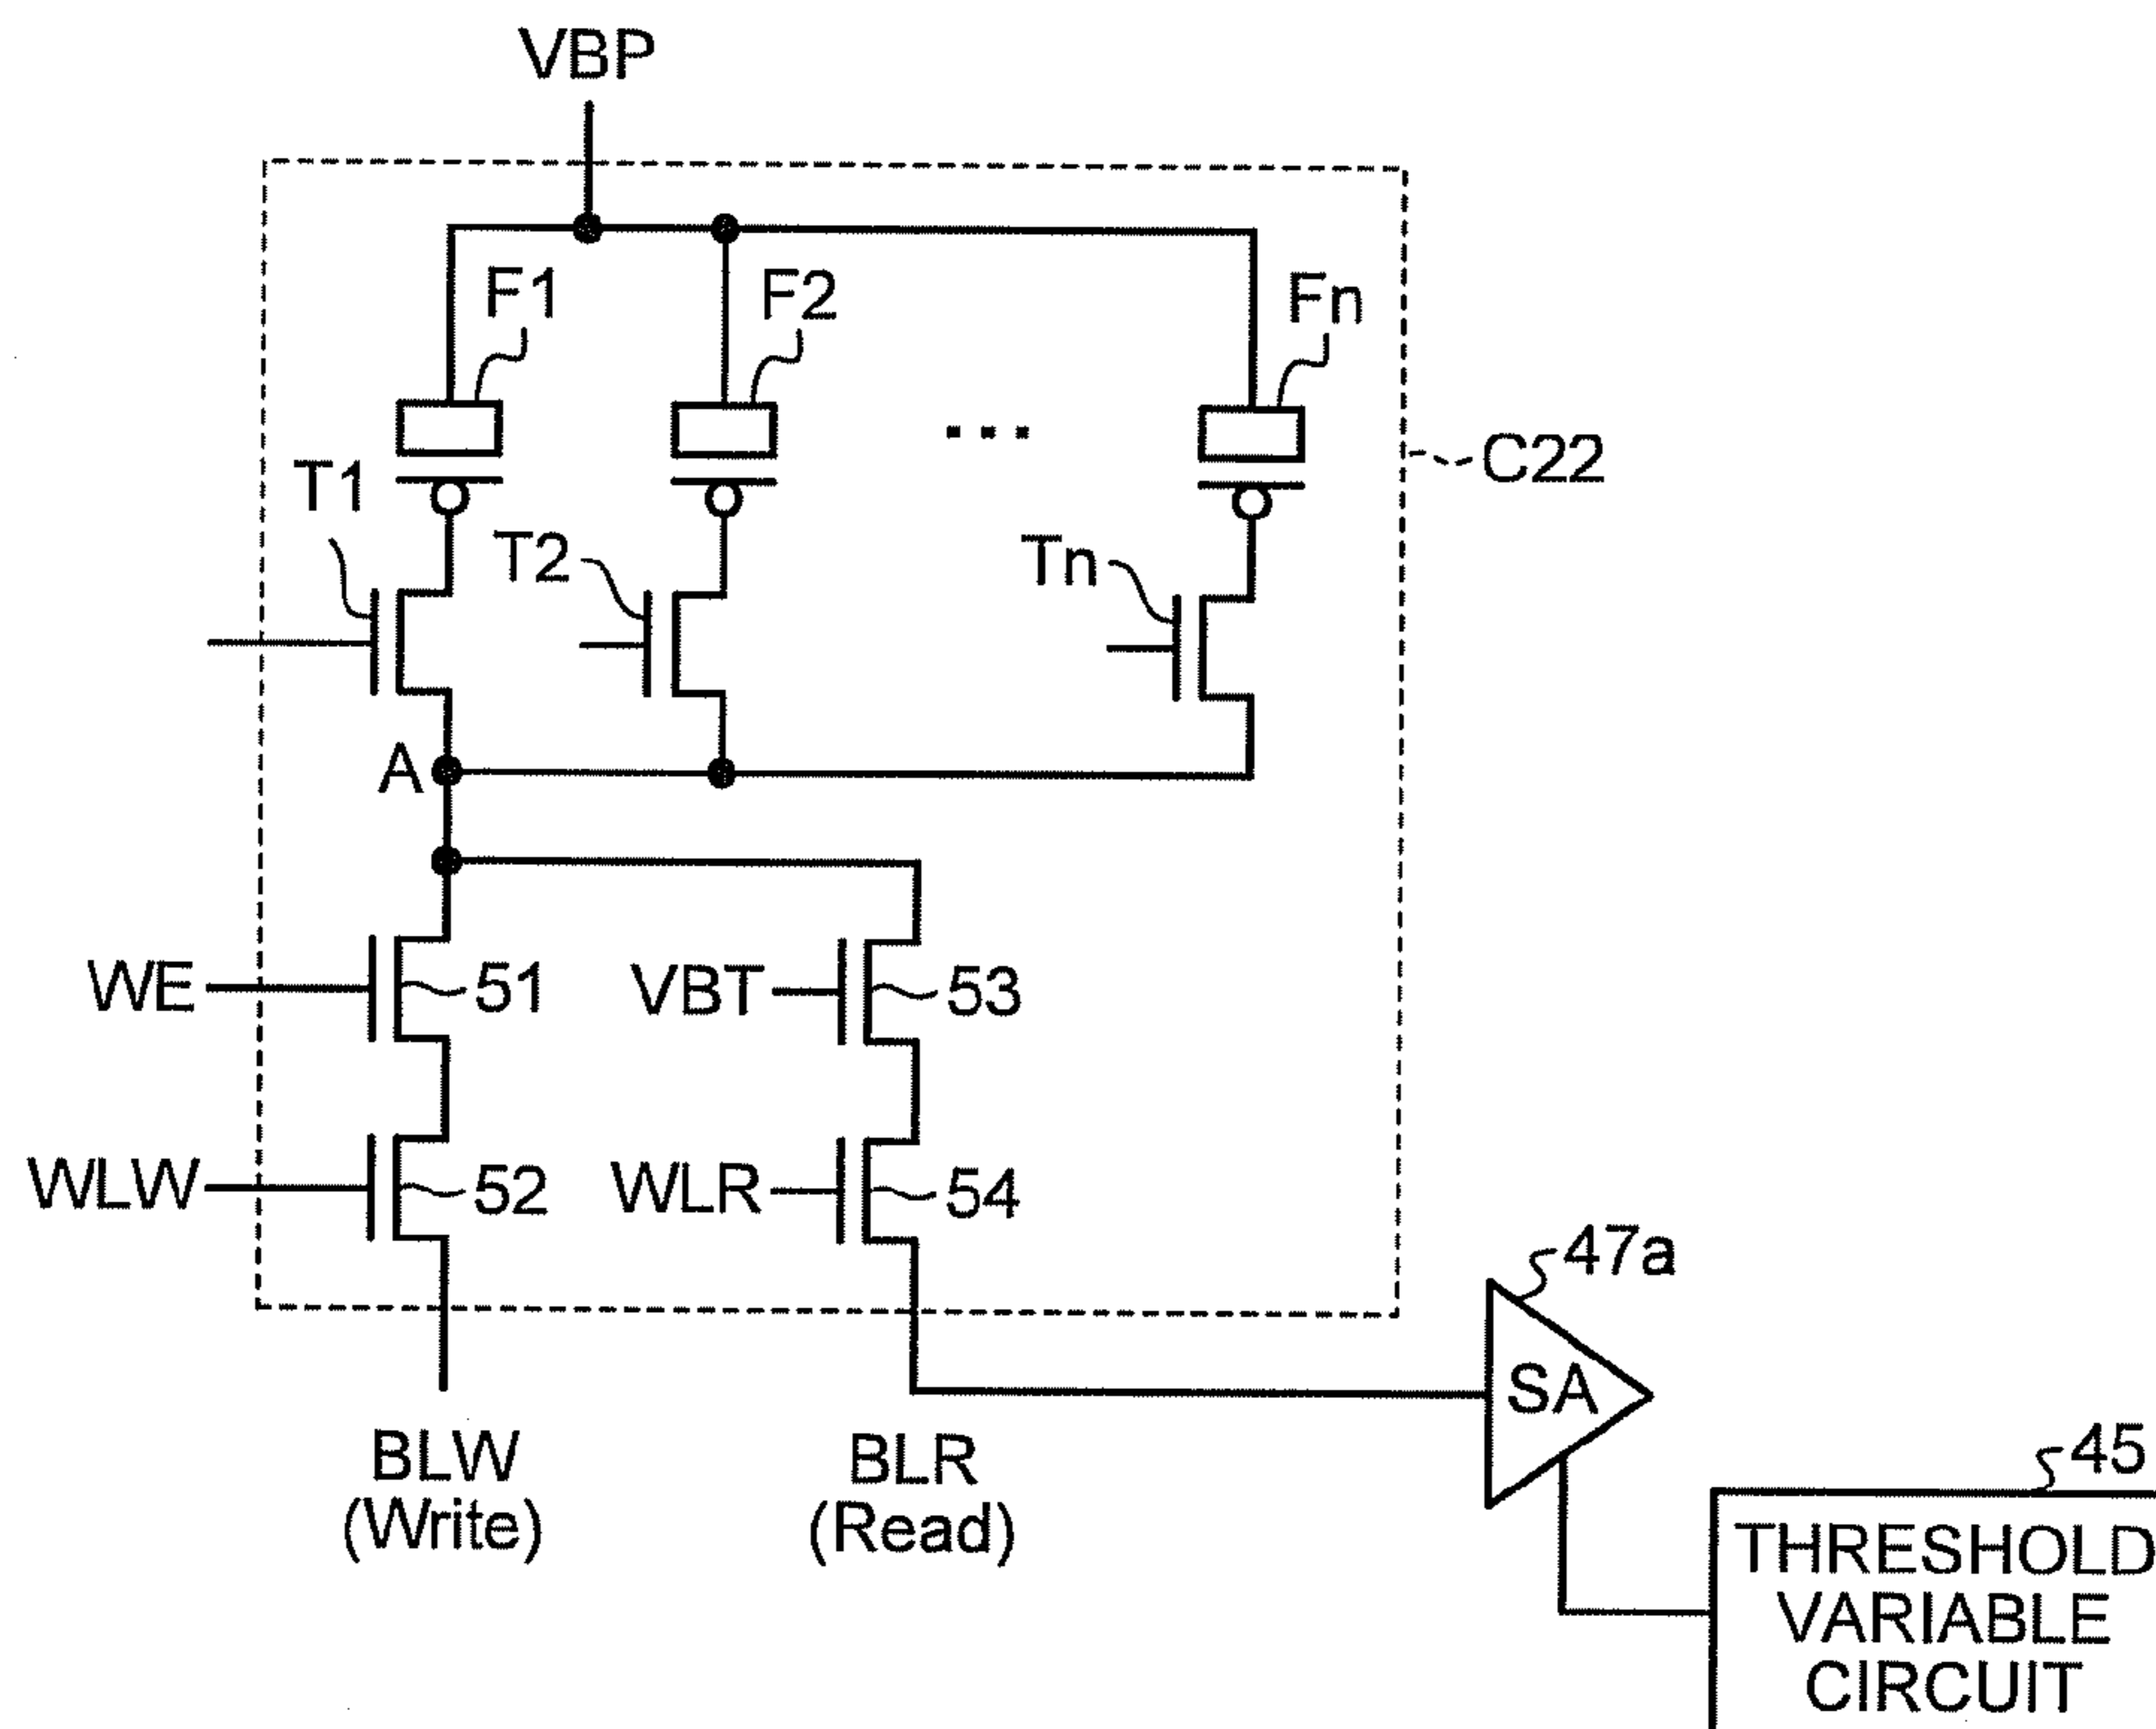 VBP
F1
F2
Fn
C22
T1
T2
Tn
A
WE
51
VBT
53
WLW
52
WLR
54
47a
SA
BLW
(Write)
BLR
(Read)
45
THRESHOLD
VARIABLE
CIRCUIT